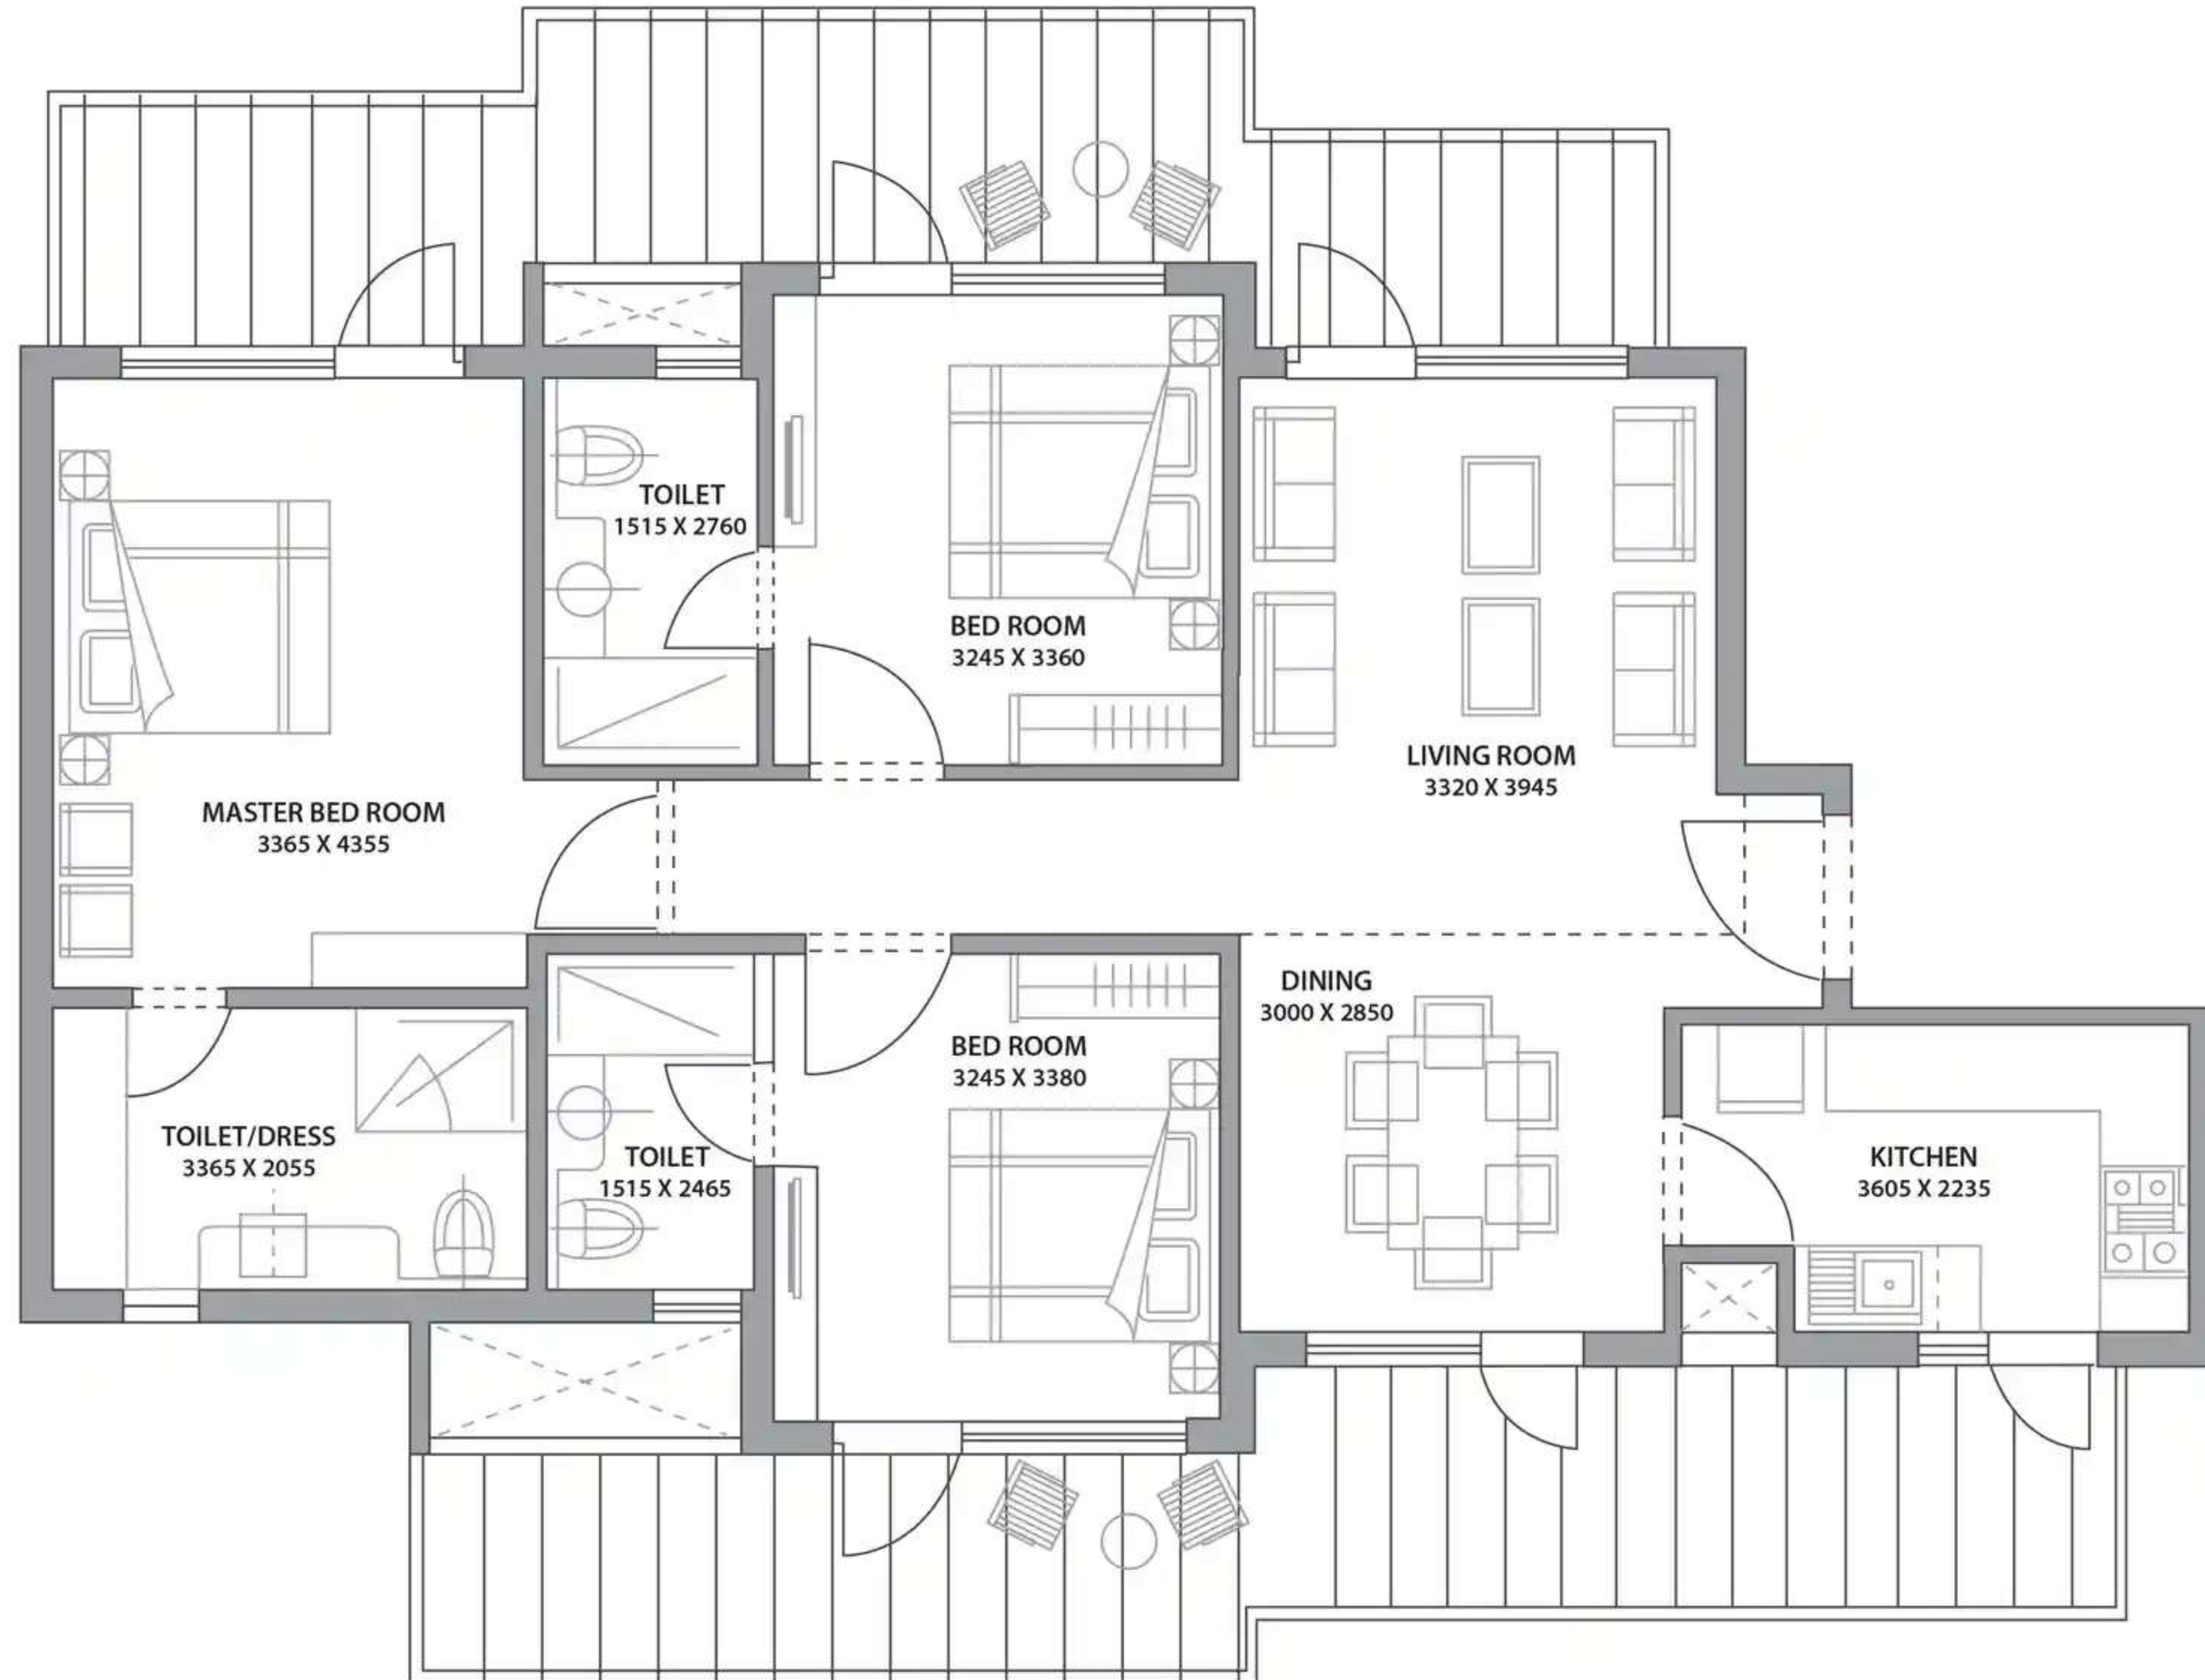 TOILET
1515 X 2760
BED ROOM
3245 X 3360
LIVING ROOM
3320 X 3945
MASTER BED ROOM
3365 X 4355
DINING
3000 X 2850
BED ROOM
3245 X 3380
TOILET/DRESS
3365 X 2055
TOILET
1515 X 2465
KITCHEN
3605 X 2235